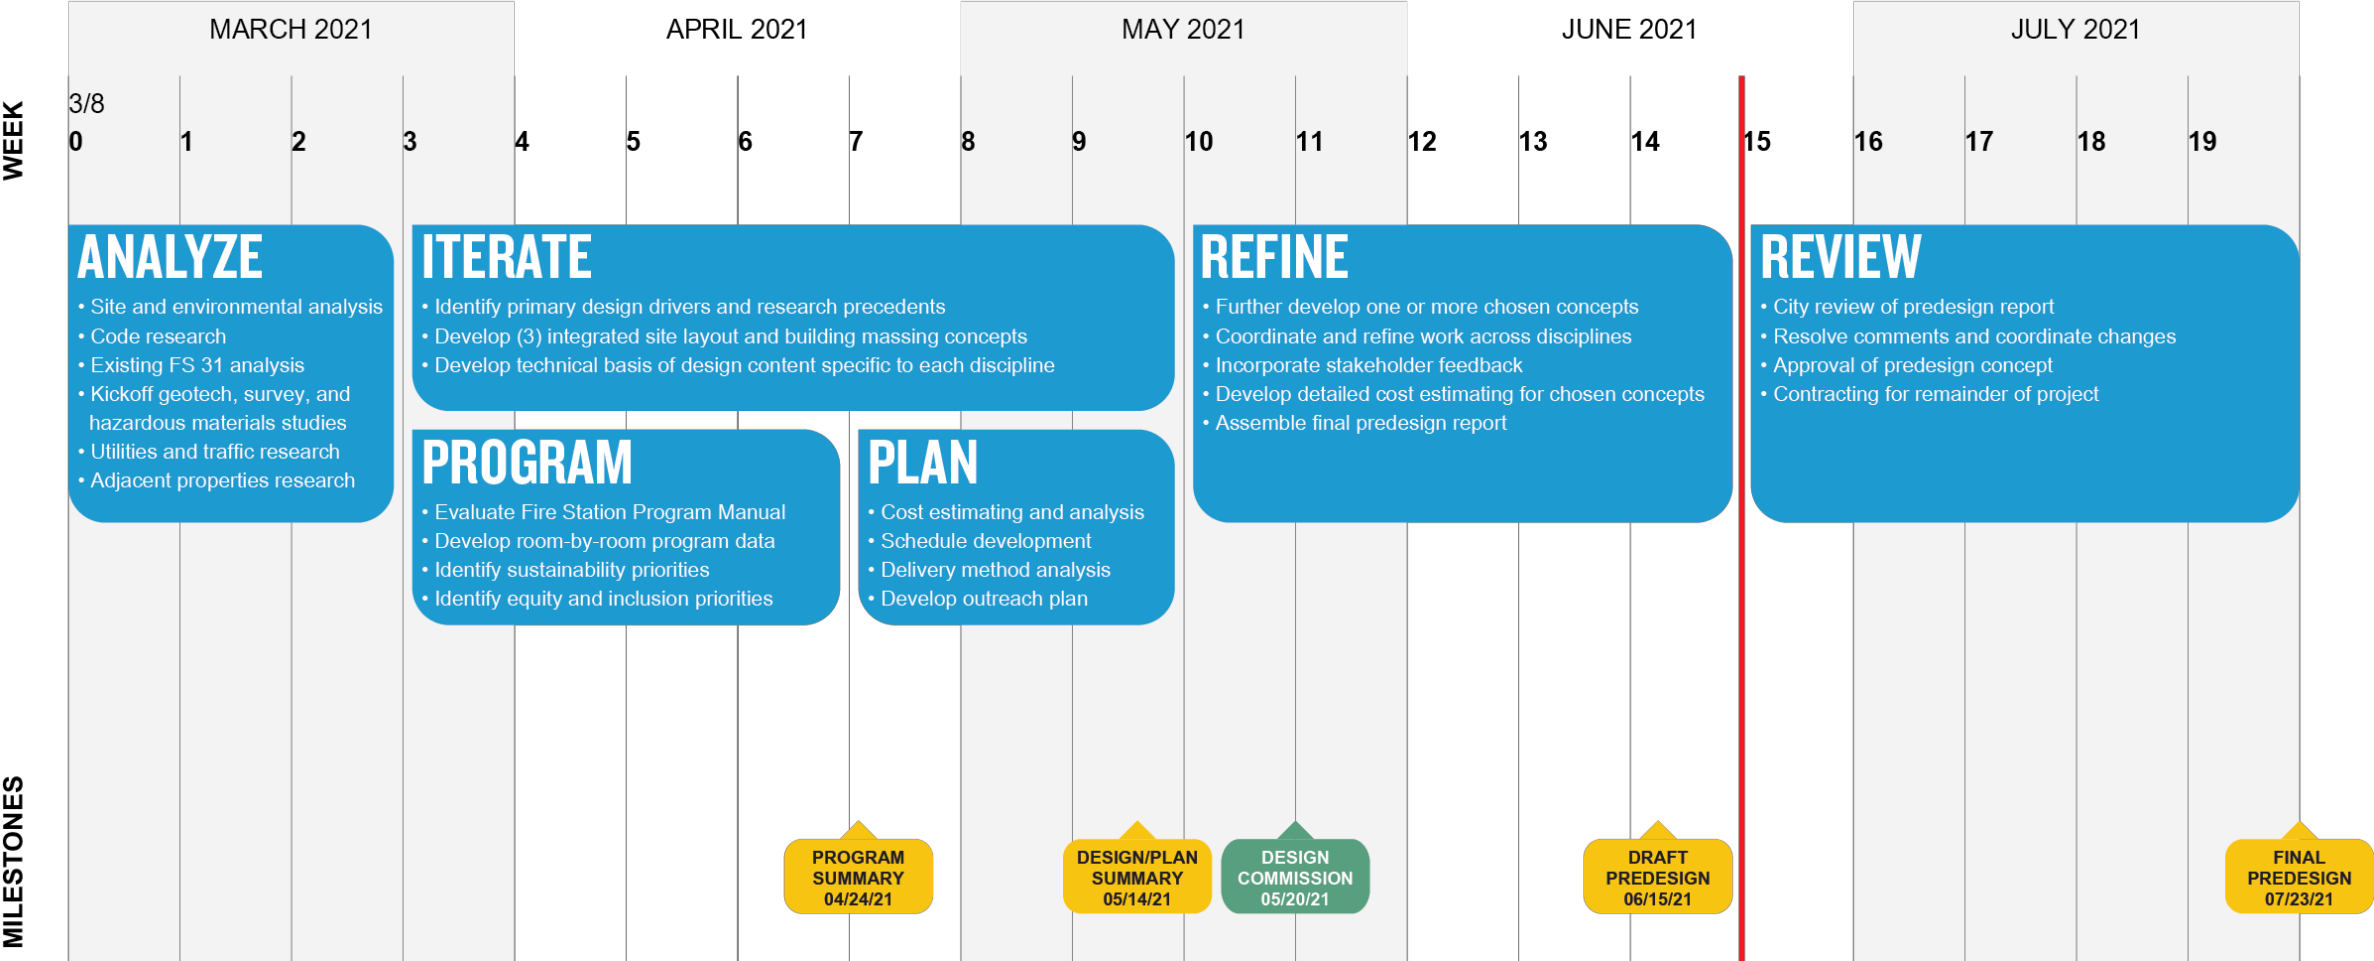 MARCH 2021
APRIL 2021
MAY 2021
JUNE 2021
JULY 2021
WEEK
3/8
0 1 2 3 4 5 6 7 8 9 10 11 12 13 14 15 16 17 18 19
ANALYZE
• Site and environmental analysis
• Code research
• Existing FS 31 analysis
• Kickoff geotech, survey, and
hazardous materials studies
• Utilities and traffic research
• Adjacent properties research
ITERATE
• Identify primary design drivers and research precedents
• Develop (3) integrated site layout and building massing concepts
• Develop technical basis of design content specific to each discipline
PROGRAM
• Evaluate Fire Station Program Manual
• Develop room-by-room program data
• Identify sustainability priorities
• Identify equity and inclusion priorities
PLAN
• Cost estimating and analysis
• Schedule development
• Delivery method analysis
• Develop outreach plan
REFINE
• Further develop one or more chosen concepts
• Coordinate and refine work across disciplines
• Incorporate stakeholder feedback
• Develop detailed cost estimating for chosen concepts
• Assemble final predesign report
REVIEW
• City review of predesign report
• Resolve comments and coordinate changes
• Approval of predesign concept
• Contracting for remainder of project
MILESTONES
PROGRAM
SUMMARY
04/24/21
DESIGN/PLAN
SUMMARY
05/14/21
DESIGN
COMMISSION
05/20/21
DRAFT
PREDESIGN
06/15/21
FINAL
PREDESIGN
07/23/21